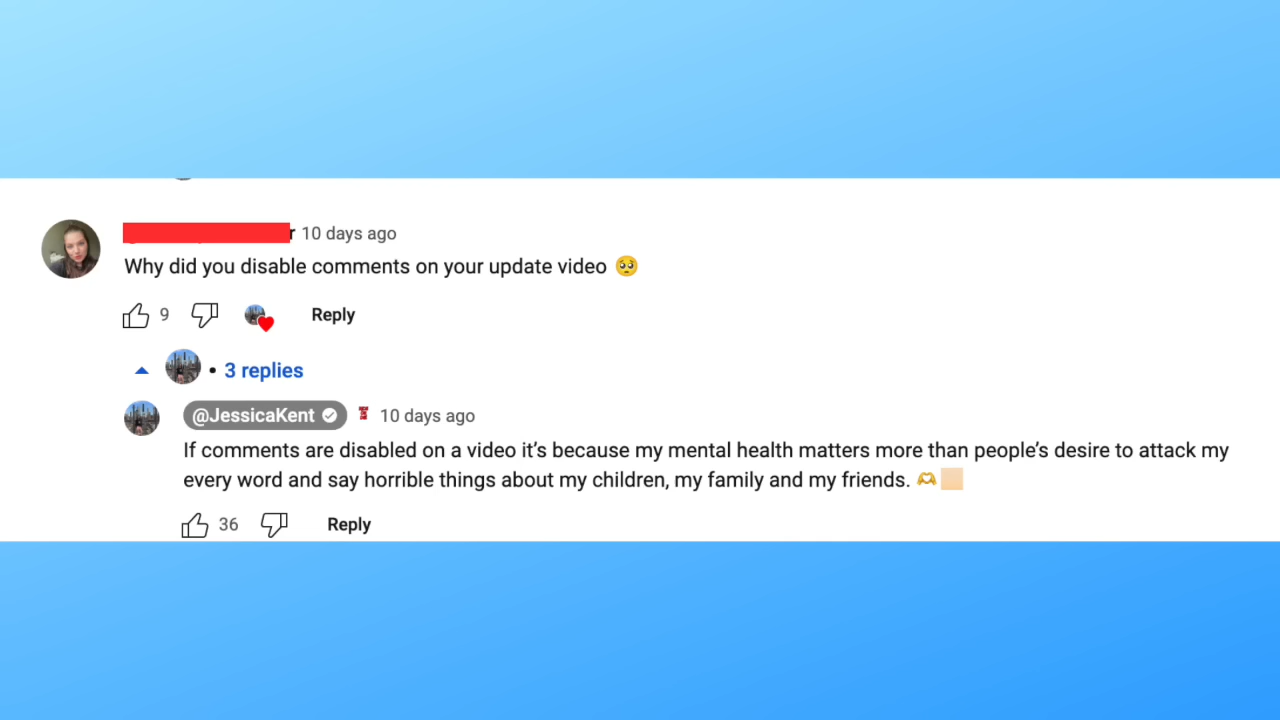 r 10 days ago
Why did you disable comments on your update video 🥺
9 Reply
• 3 replies
@JessicaKent 10 days ago
If comments are disabled on a video it’s because my mental health matters more than people’s desire to attack my
every word and say horrible things about my children, my family and my friends. 🫶🏻
36 Reply